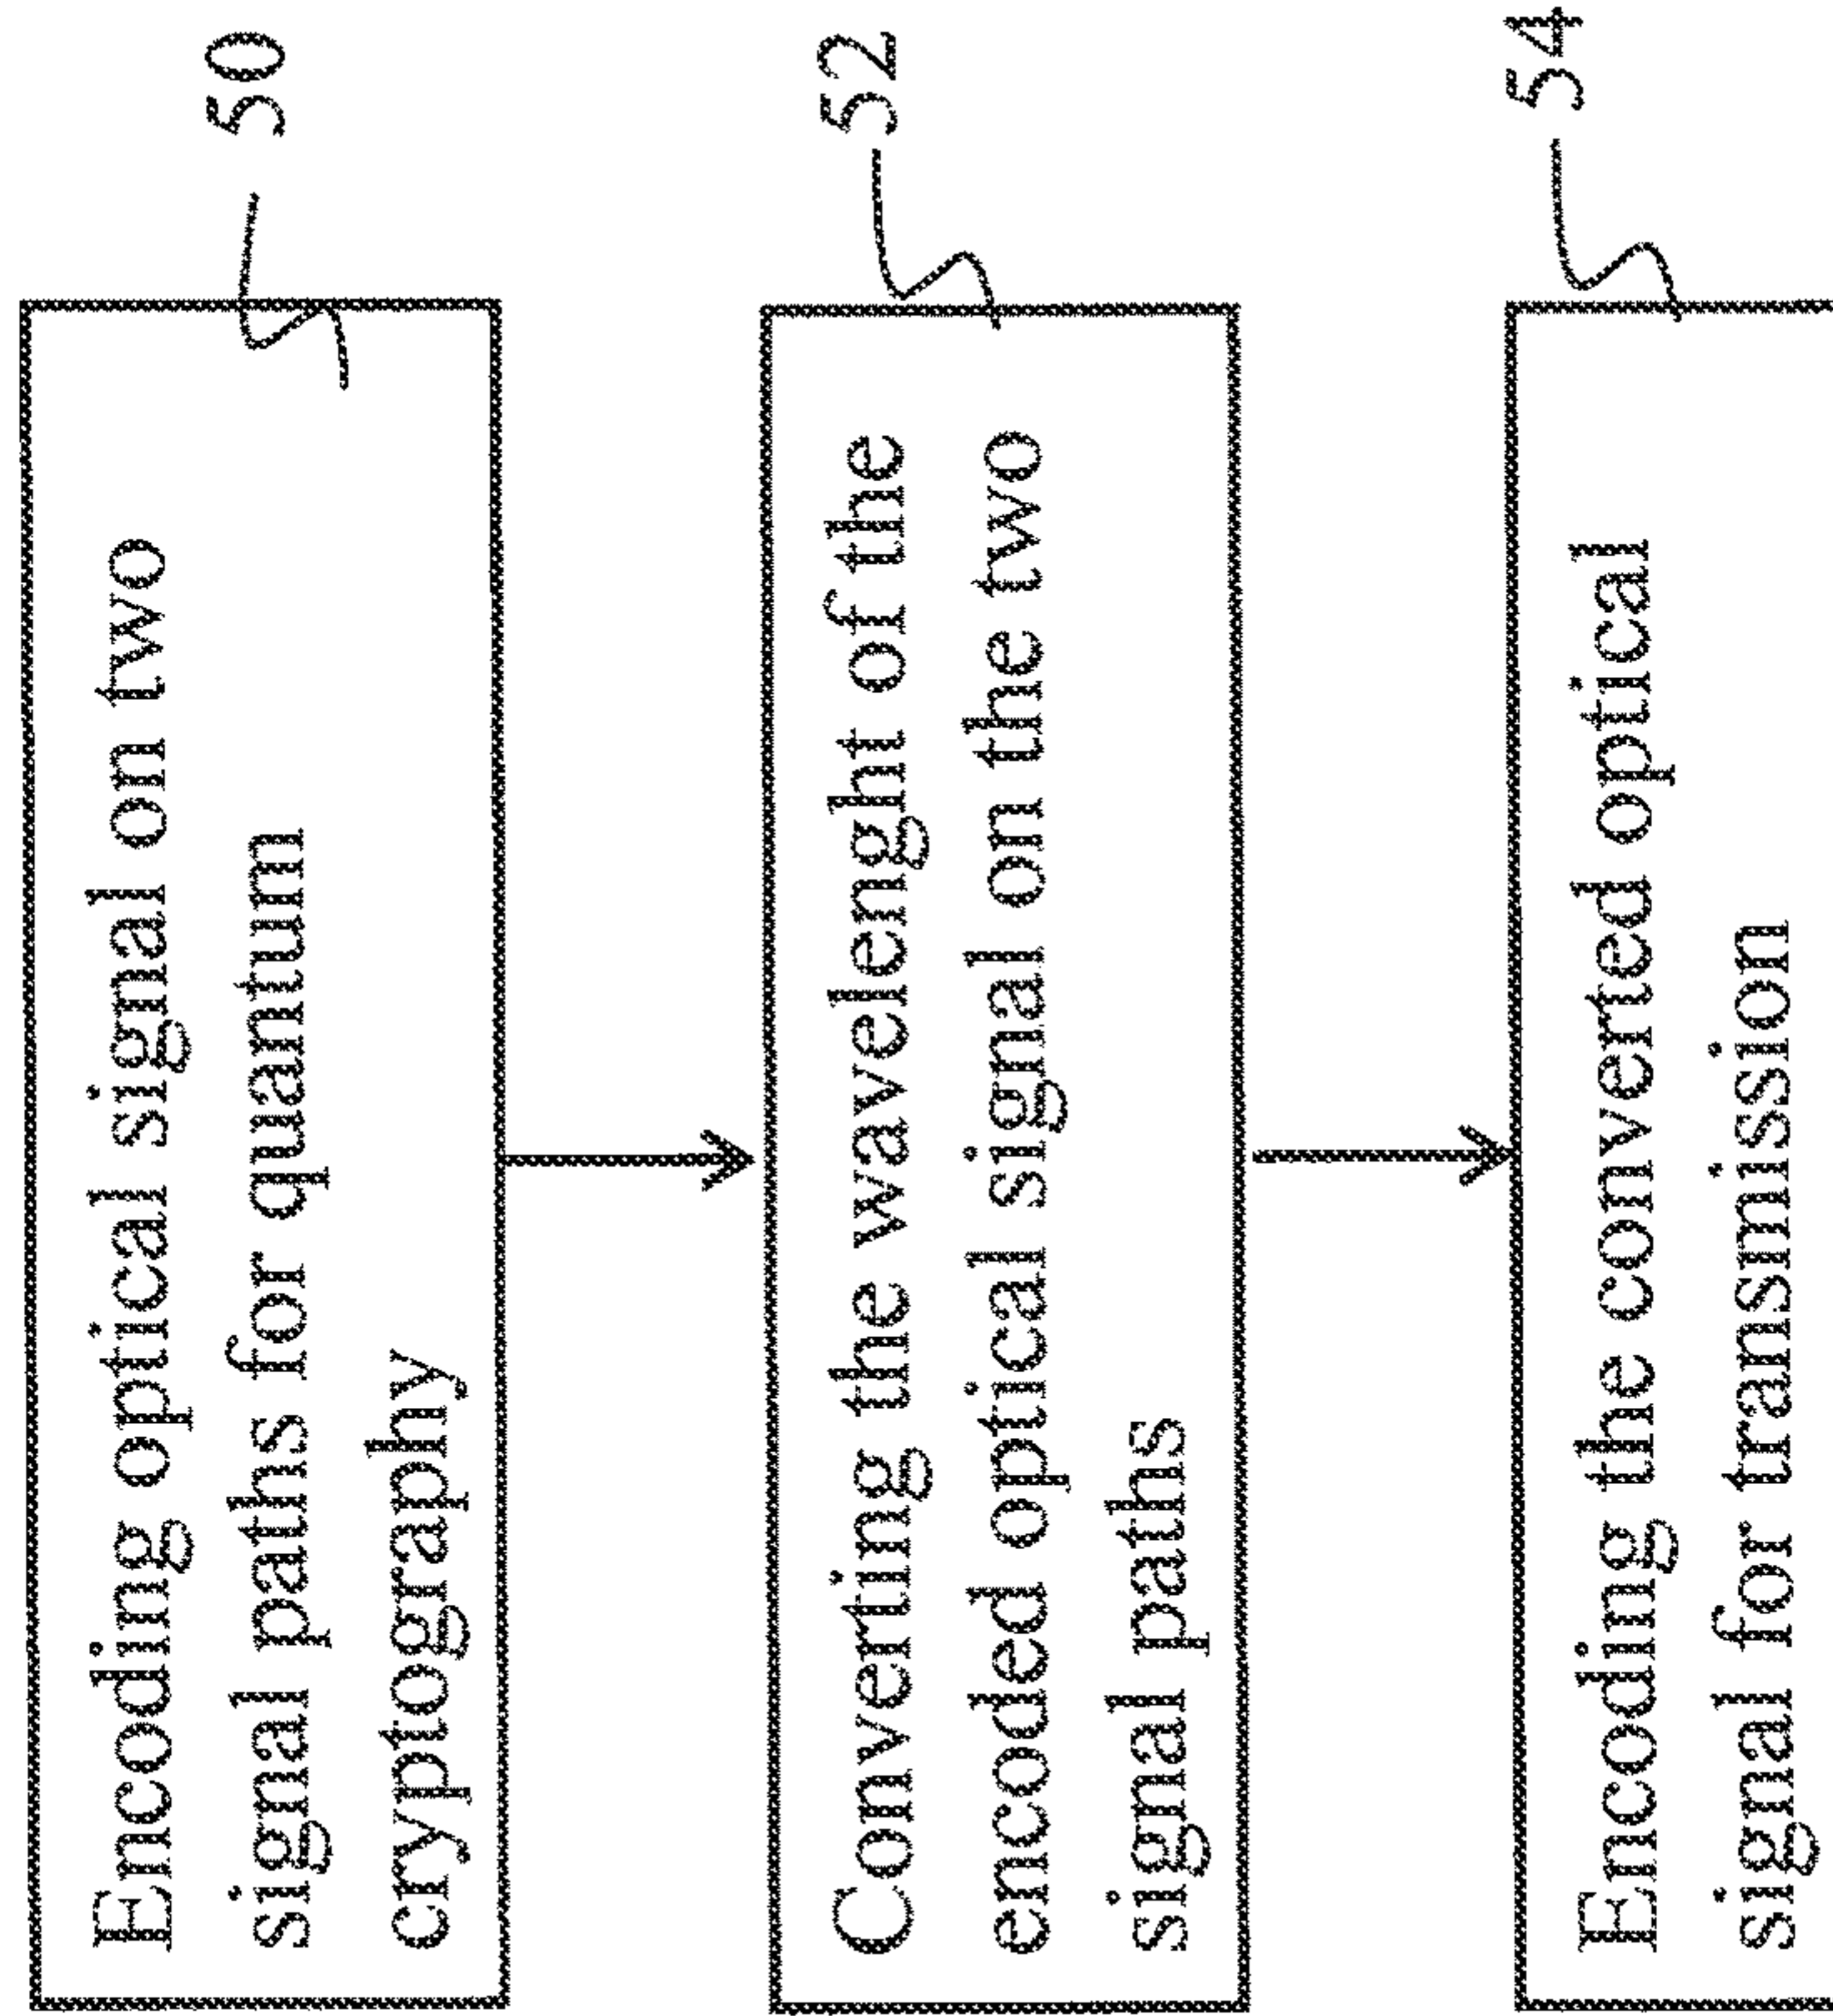 Encoding optical signal on two
signal paths for quantum
cryptography
50
Converting the wavelenght of the
encoded optical signal on the two
signal paths
52
Encoding the converted optical
signal for transmission
54